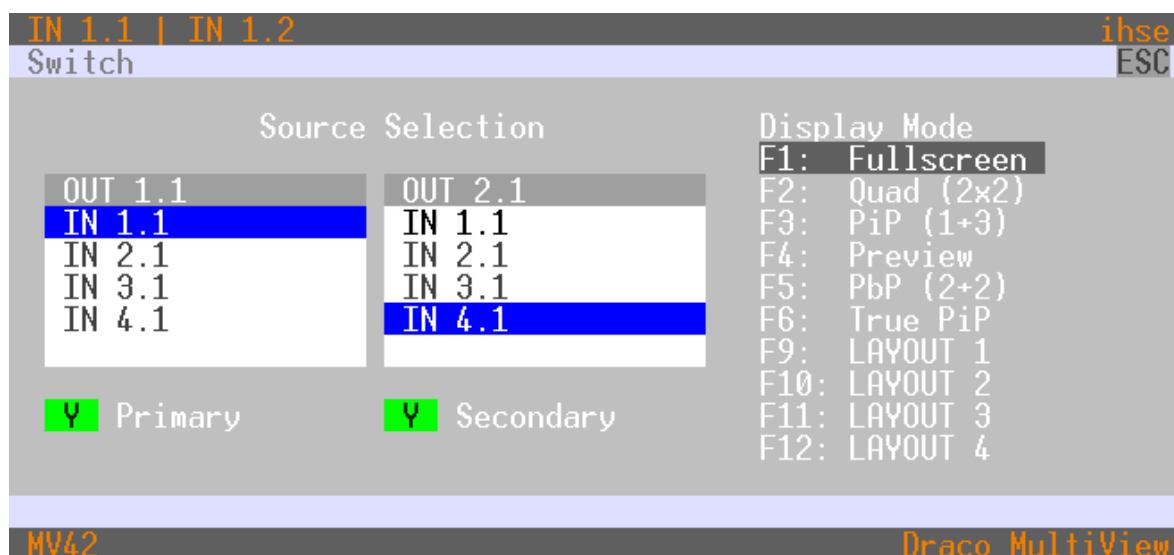 IN 1.1 | IN 1.2 ihse
Switch ESC
Source Selection
OUT 1.1
IN 1.1
IN 2.1
IN 3.1
IN 4.1
Y Primary
OUT 2.1
IN 1.1
IN 2.1
IN 3.1
IN 4.1
Y Secondary
Display Mode
F1: Fullscreen
F2: Quad (2x2)
F3: PiP (1+3)
F4: Preview
F5: PbP (2+2)
F6: True PiP
F9: LAYOUT 1
F10: LAYOUT 2
F11: LAYOUT 3
F12: LAYOUT 4
MV42 Draco MultiView